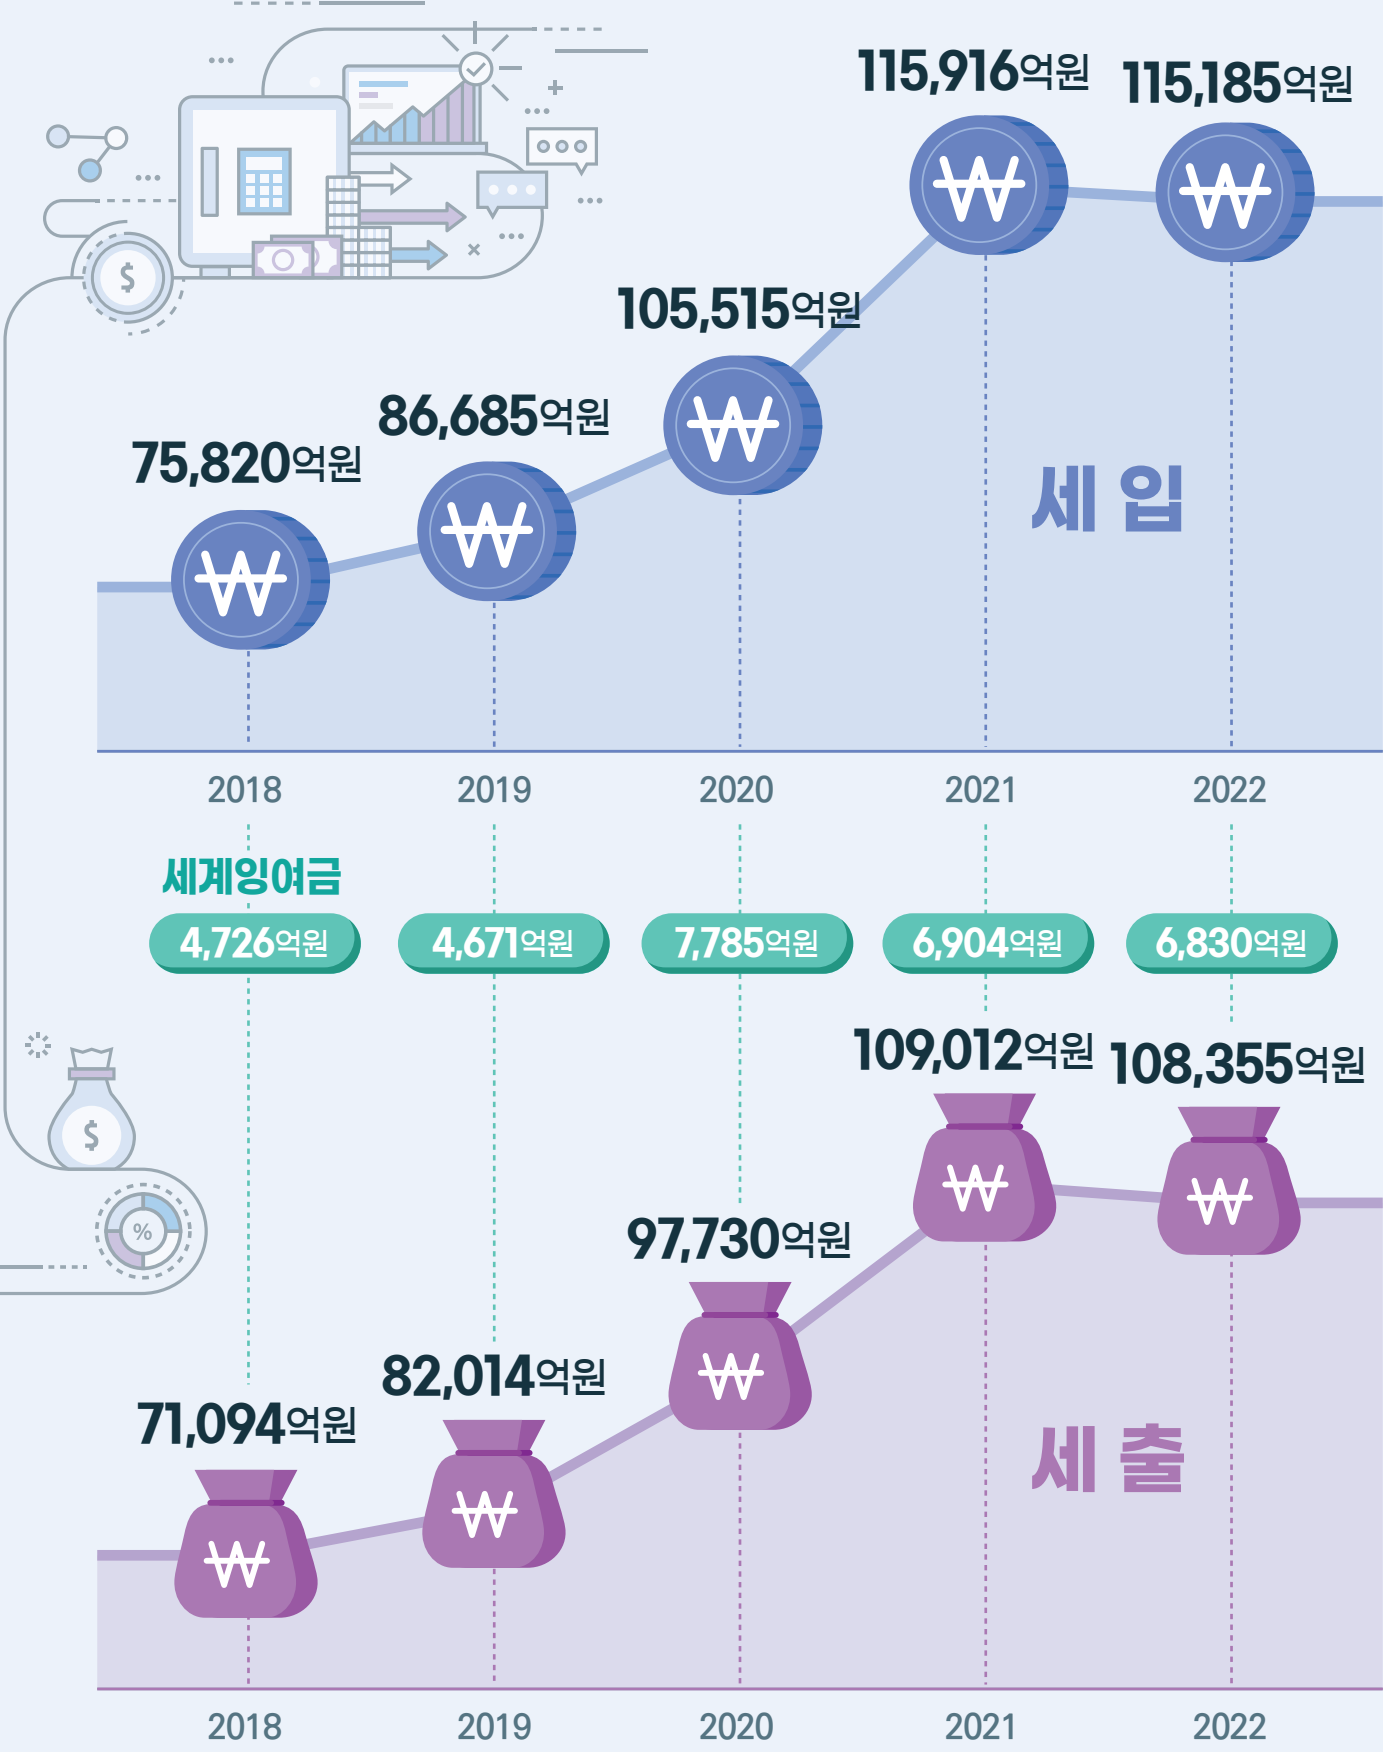 115,916억원
115,185억원
105,515억원
86,685억원
75,820억원
$
₩
₩
₩
₩
₩
세입
2018
2019
2020
2021
2022
세계잉여금
4,726억원
4,671억원
7,785억원
6,904억원
6,830억원
109,012억원
108,355억원
97,730억원
82,014억원
71,094억원
$
%
₩
₩
₩
₩
₩
세출
2018
2019
2020
2021
2022